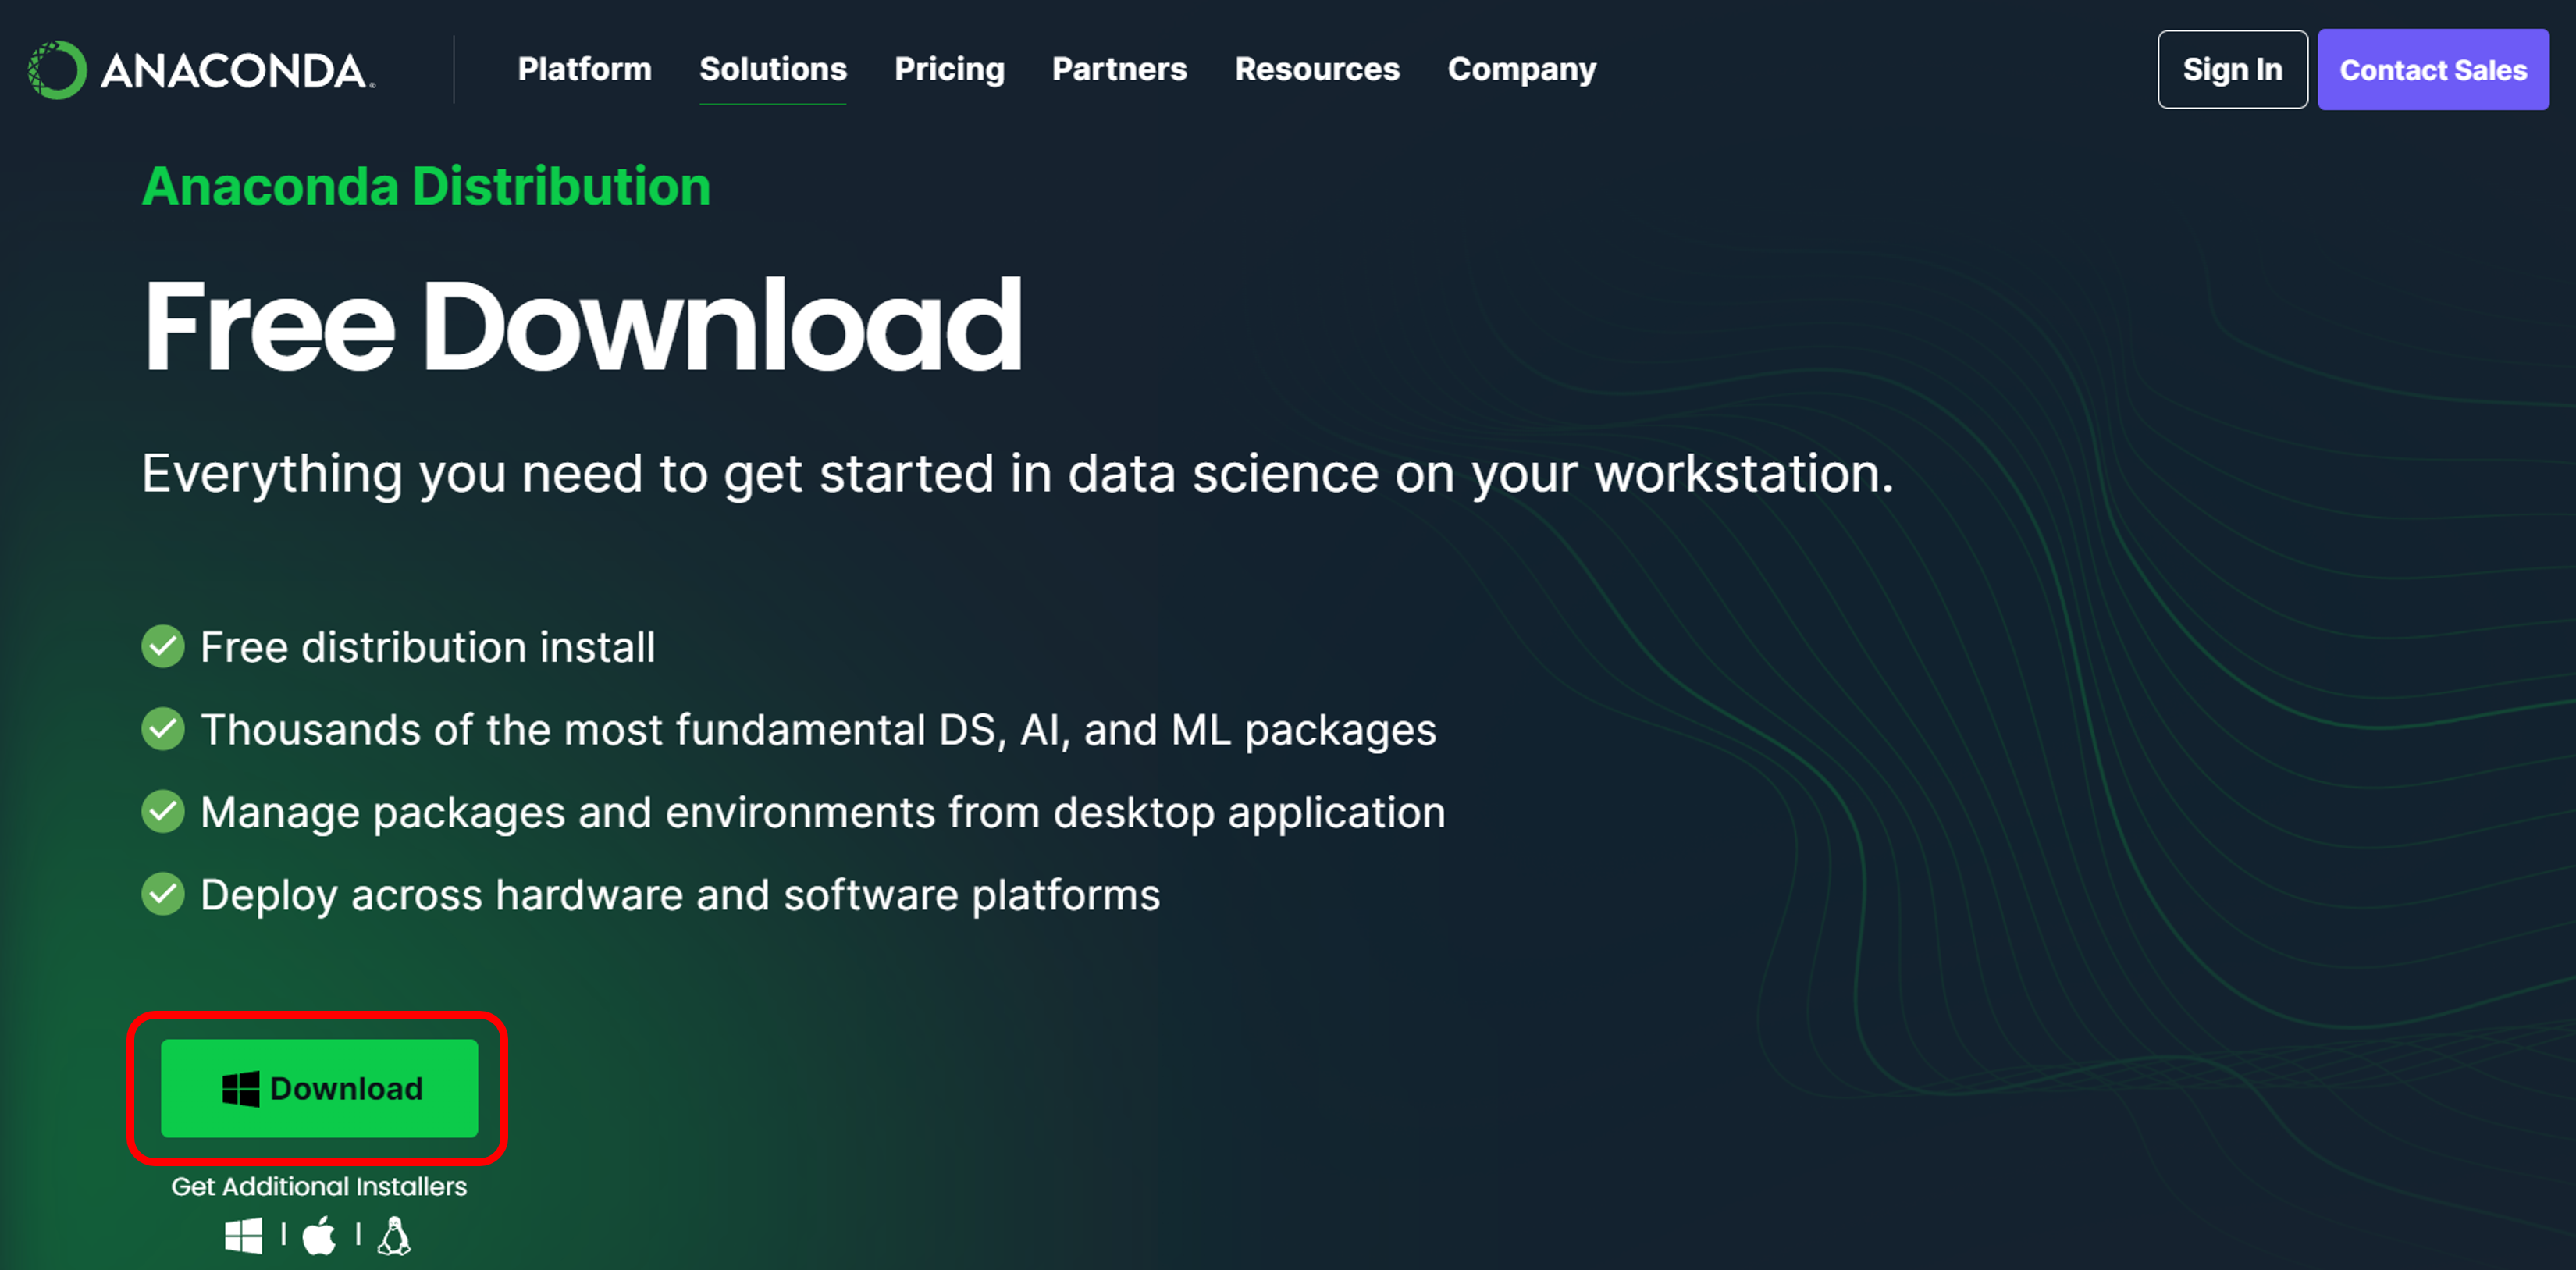 ANACONDA.
Platform Solutions Pricing Partners Resources Company
Sign In
Contact Sales
Anaconda Distribution
Free Download
Everything you need to get started in data science on your workstation.
Free distribution install
Thousands of the most fundamental DS, AI, and ML packages
Manage packages and environments from desktop application
Deploy across hardware and software platforms
Download
Get Additional Installers